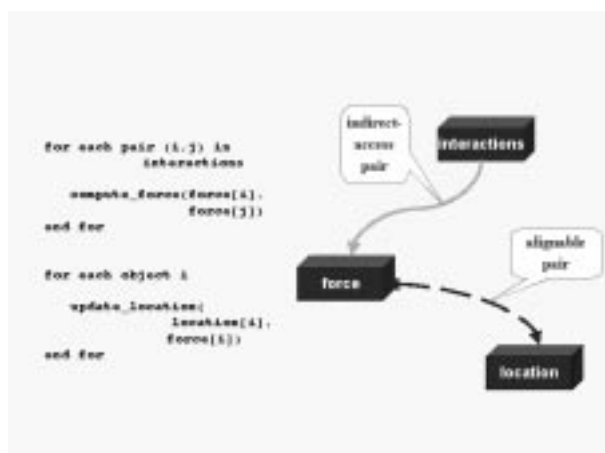 for each pair (i,j) in
interactions
compute_force(force[i],
force[j])
end for
for each object i
update_location(
location[i],
force[i])
end for
indirect-
access
pair
interactions
alignable
pair
force
location